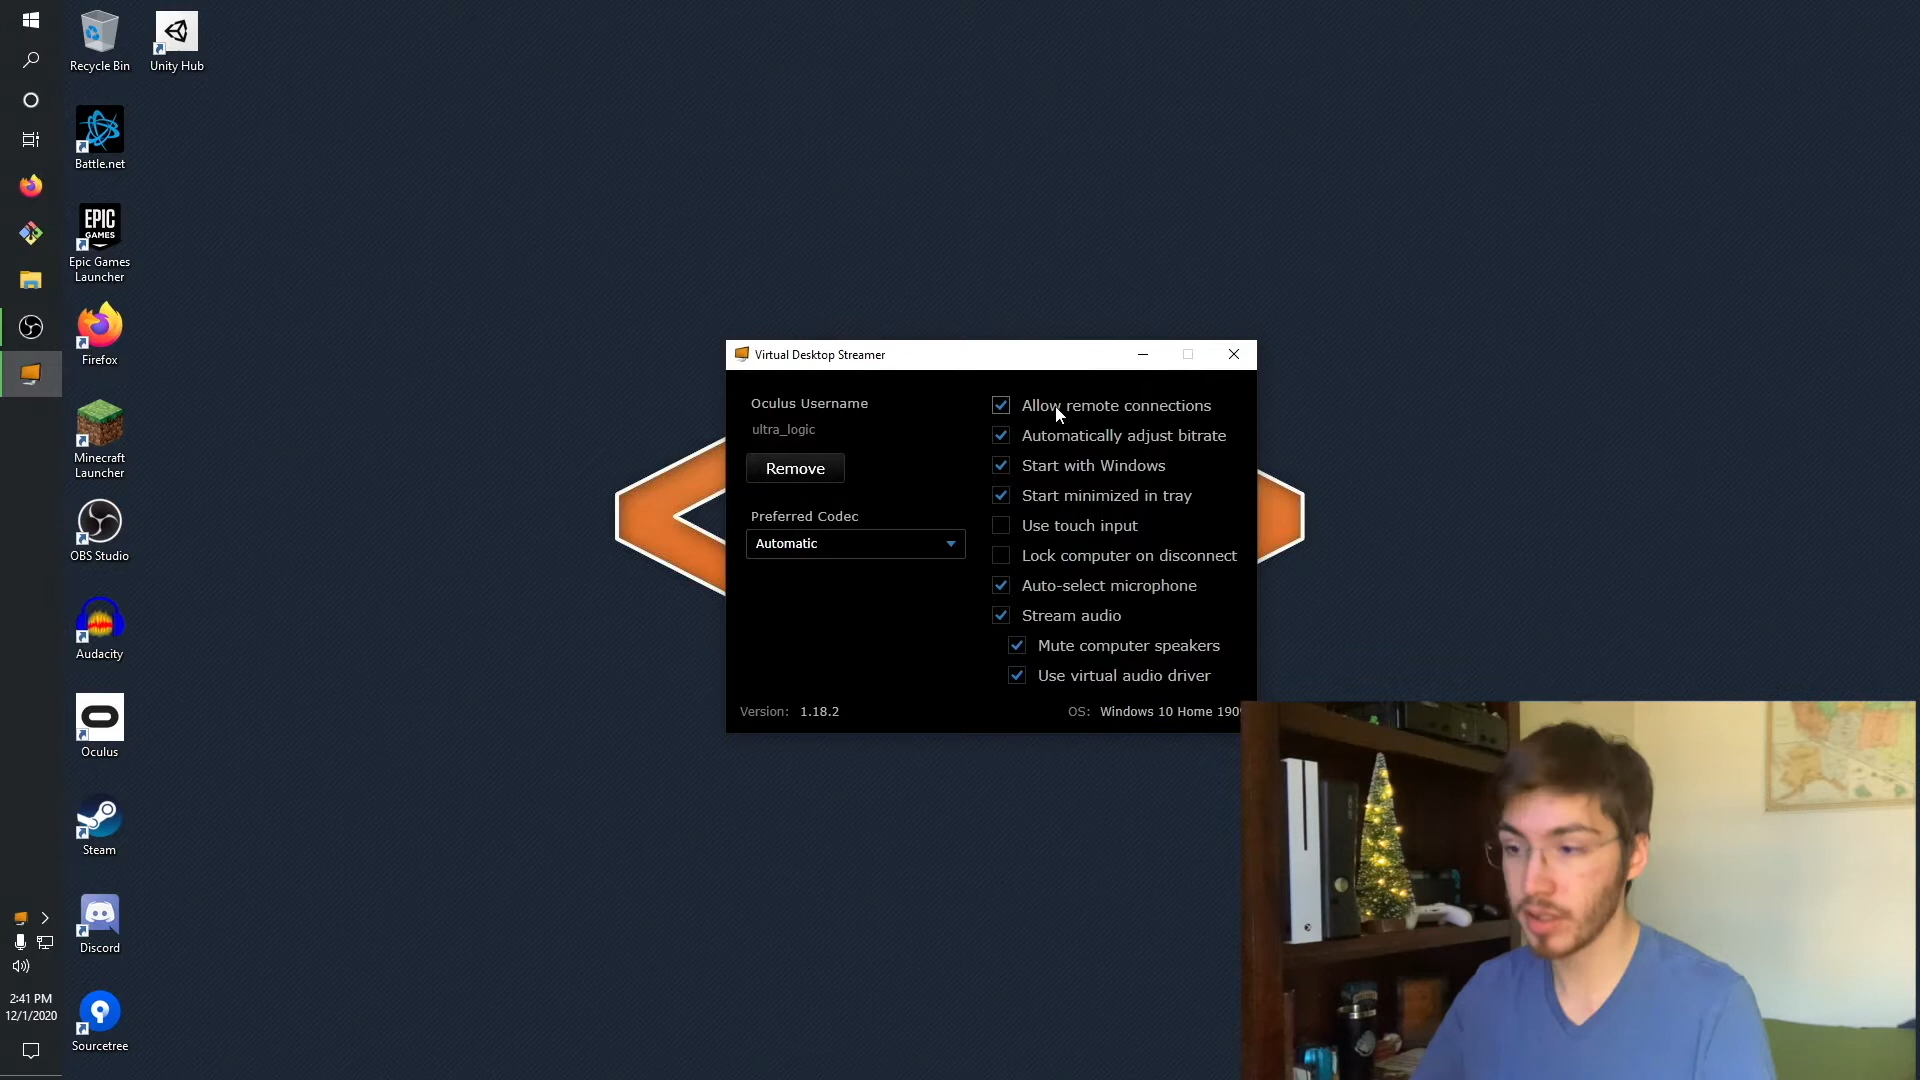 Recycle Bin
Unity Hub
Battle.net
EPIC
GAMES
Epic Games
Launcher
Firefox
Minecraft
Launcher
OBS Studio
Audacity
Oculus
Steam
Discord
Sourcetree
2:41 PM
12/1/2020
Virtual Desktop Streamer
Oculus Username
ultra_logic
Remove
Preferred Codec
Automatic
Allow remote connections
Automatically adjust bitrate
Start with Windows
Start minimized in tray
Use touch input
Lock computer on disconnect
Auto-select microphone
Stream audio
Mute computer speakers
Use virtual audio driver
Version: 1.18.2
OS: Windows 10 Home 190